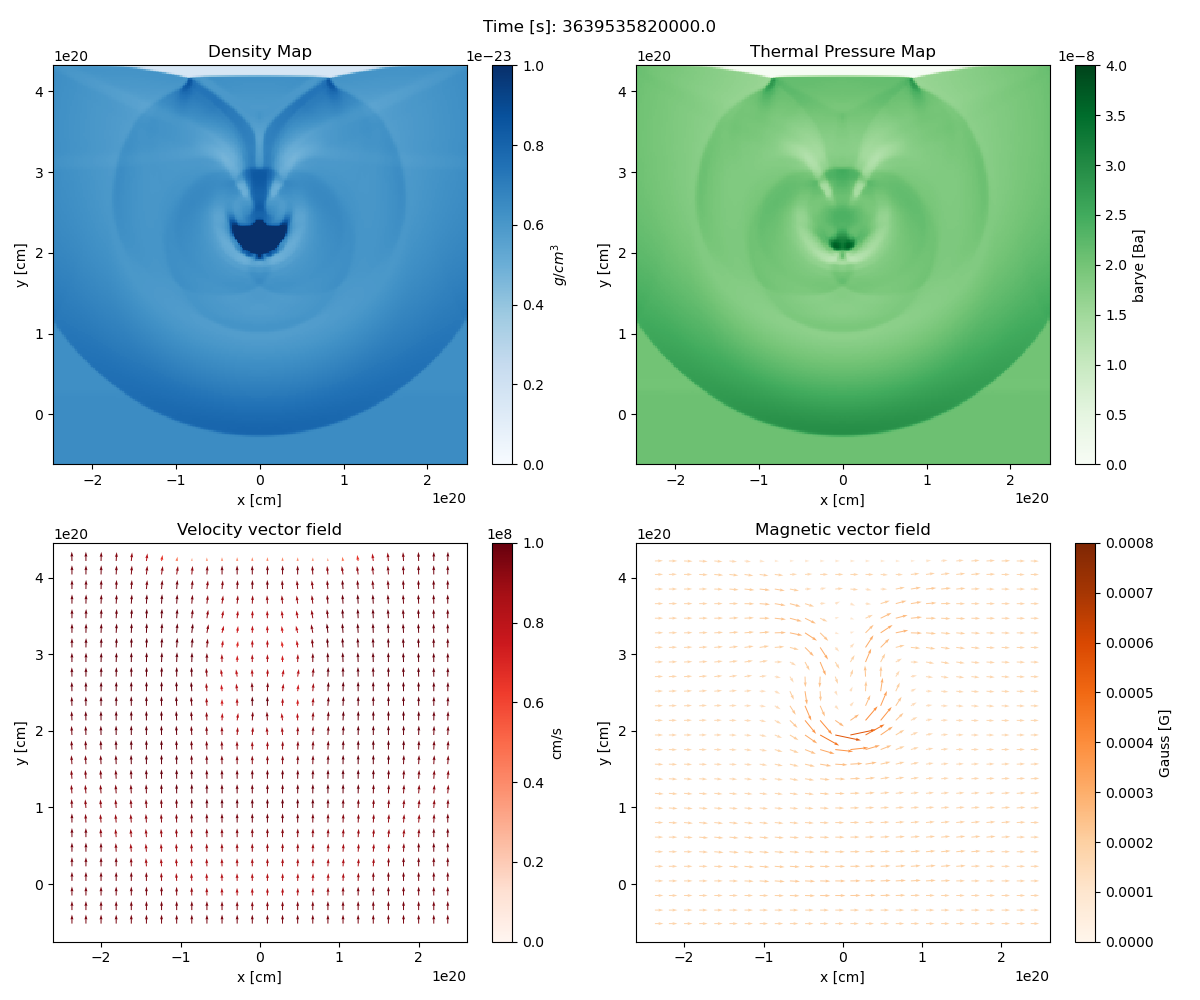 Time [s]: 3639535820000.0
Density Map
1e20
1e−23
4
3
2
1
0
y [cm]
−2
−1
0
1
2
1e20
x [cm]
1.0
0.8
0.6
0.4
0.2
0.0
g/cm³
Thermal Pressure Map
1e20
1e−8
4
3
2
1
0
y [cm]
−2
−1
0
1
2
1e20
x [cm]
4.0
3.5
3.0
2.5
2.0
1.5
1.0
0.5
0.0
barye [Ba]
Velocity vector field
1e20
1e8
4
3
2
1
0
y [cm]
−2
−1
0
1
2
1e20
x [cm]
1.0
0.8
0.6
0.4
0.2
0.0
cm/s
Magnetic vector field
1e20
4
3
2
1
0
y [cm]
−2
−1
0
1
2
1e20
x [cm]
0.0008
0.0007
0.0006
0.0005
0.0004
0.0003
0.0002
0.0001
0.0000
Gauss [G]